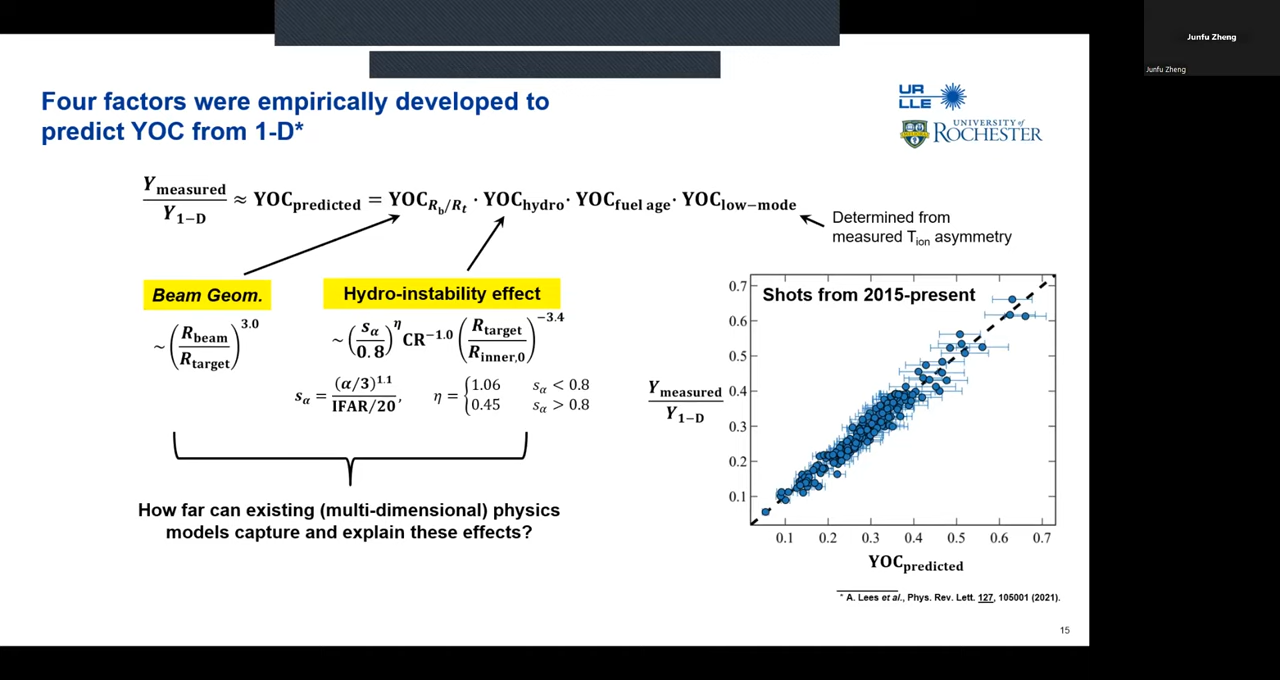 Junfu Zheng
Junfu Zheng
Four factors were empirically developed to
predict YOC from 1-D*
UR
LLE
UNIVERSITY of
ROCHESTER
Y_measured / Y_1−D ≈ YOC_predicted = YOC_{R_b/R_t} · YOC_hydro · YOC_fuel age · YOC_low−mode
Determined from
measured T_ion asymmetry
Beam Geom.
~ (R_beam / R_target)^3.0
Hydro-instability effect
~ (s_α / 0.8)^η CR^−1.0 (R_target / R_inner,0)^−3.4
s_α = (α/3)^1.1 / IFAR/20, η = { 1.06 s_α < 0.8
0.45 s_α > 0.8
How far can existing (multi-dimensional) physics
models capture and explain these effects?
Shots from 2015-present
Y_measured / Y_1−D
0.7
0.6
0.5
0.4
0.3
0.2
0.1
0.1 0.2 0.3 0.4 0.5 0.6 0.7
YOC_predicted
* A. Lees et al., Phys. Rev. Lett. 127, 105001 (2021).
15